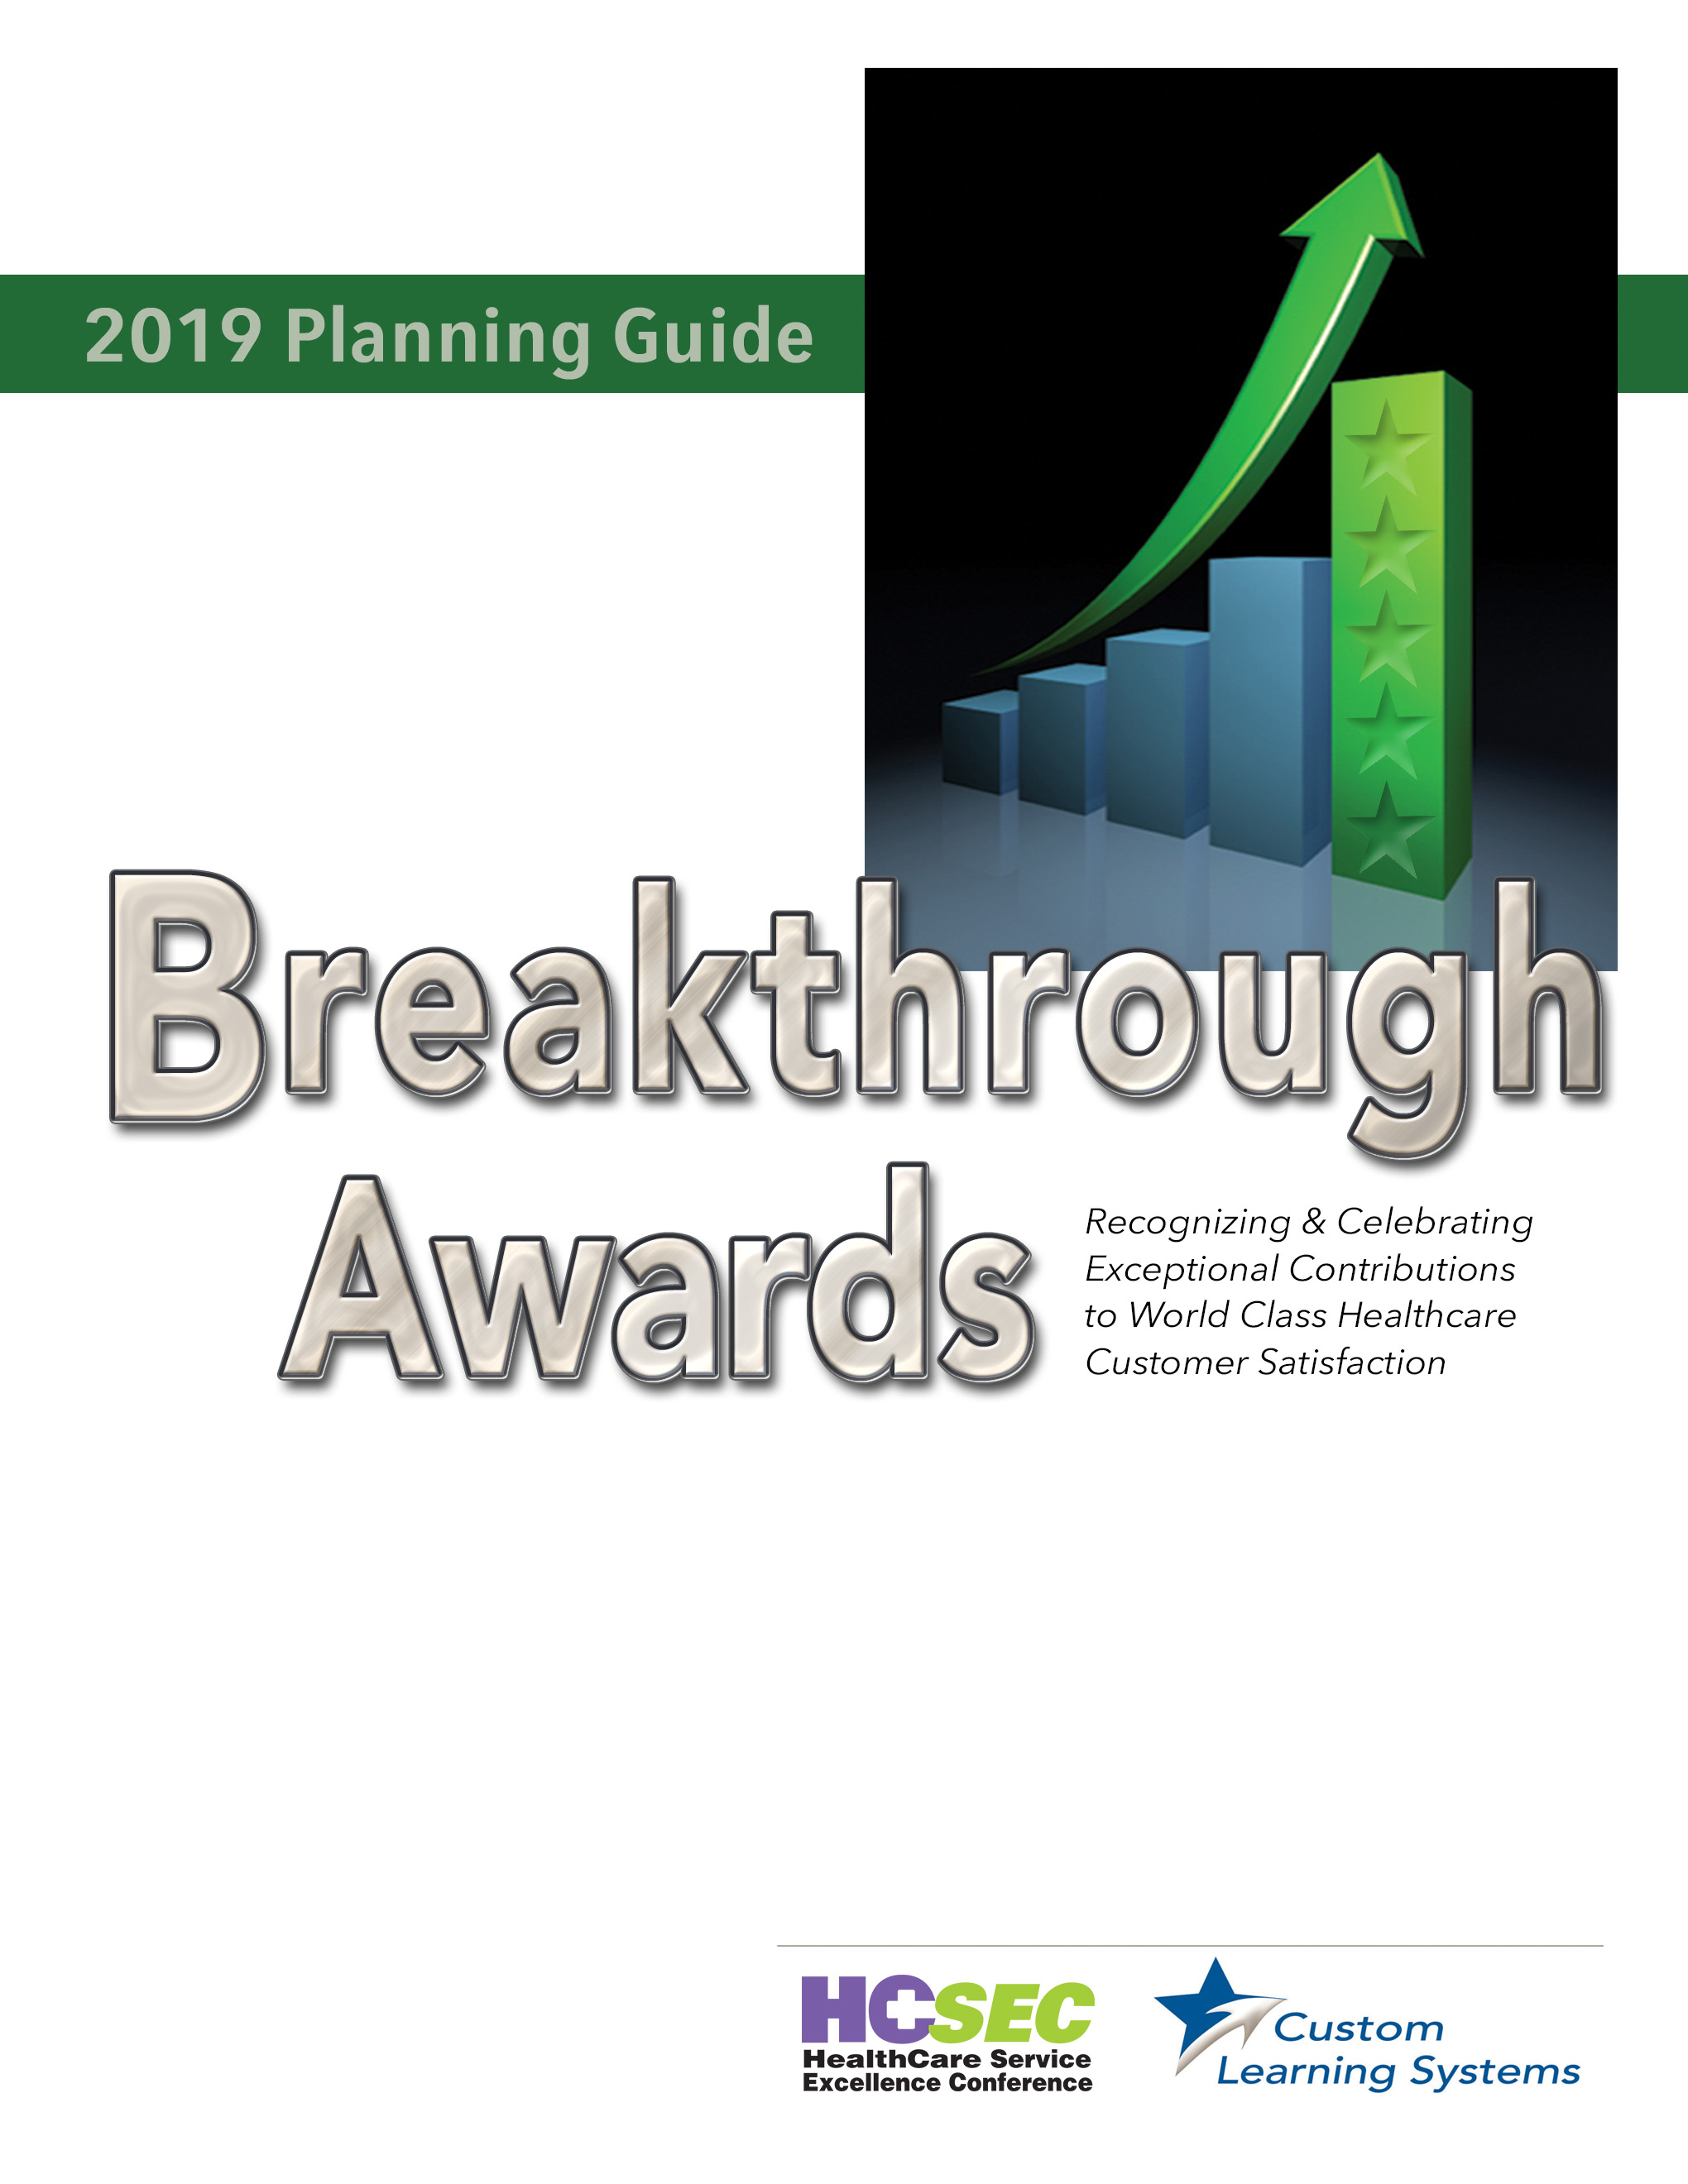 2019 Planning Guide
Breakthrough
Awards
Recognizing & Celebrating
Exceptional Contributions
to World Class Healthcare
Customer Satisfaction
HCSEC
HealthCare Service
Excellence Conference
Custom
Learning Systems